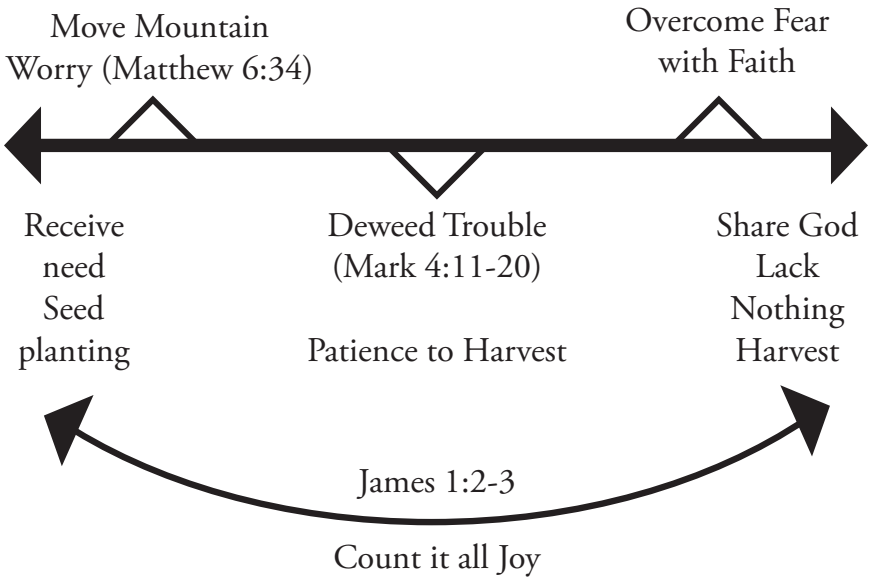 Move Mountain
Worry (Matthew 6:34)
Overcome Fear
with Faith
Receive
need
Seed
planting
Deweed Trouble
(Mark 4:11-20)
Patience to Harvest
Share God
Lack
Nothing
Harvest
James 1:2-3
Count it all Joy